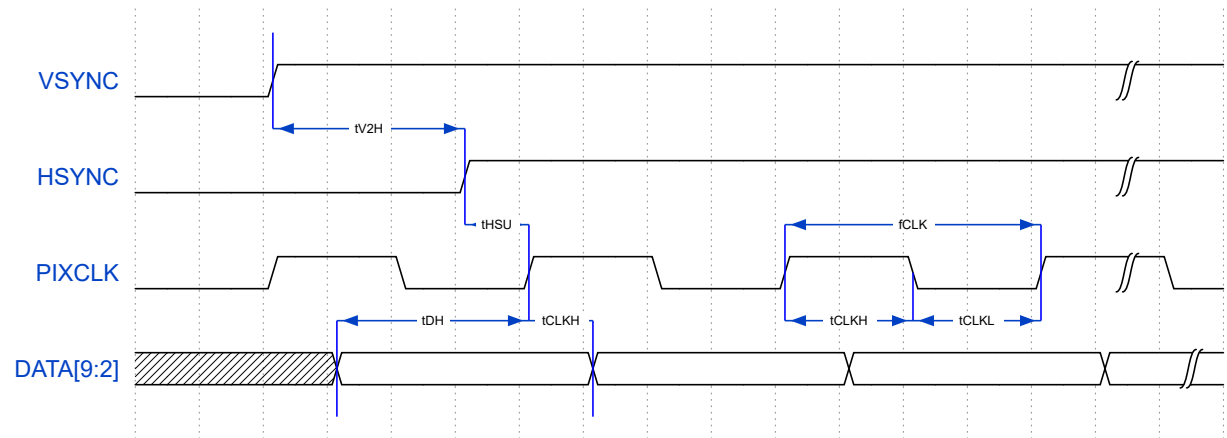 VSYNC
tV2H
HSYNC
tHSU fCLK
PIXCLK
tDH tCLKH tCLKH tCLKL
DATA[9:2]